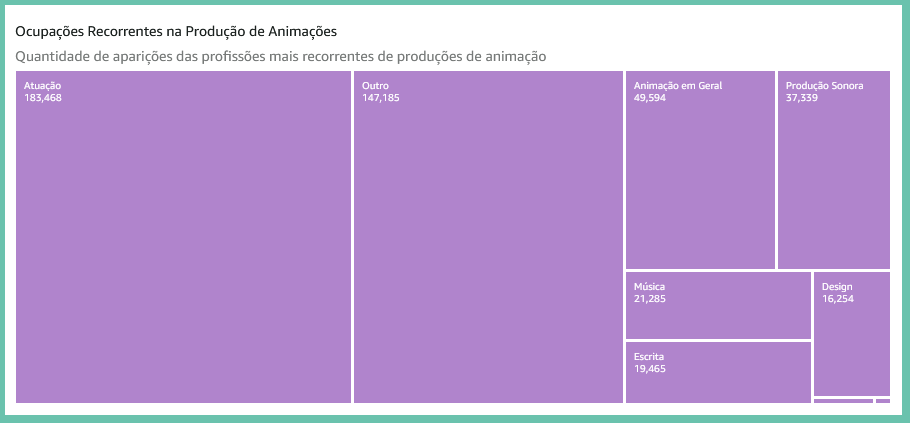 Ocupações Recorrentes na Produção de Animações
Quantidade de aparições das profissões mais recorrentes de produções de animação
Atuação
183,468
Outro
147,185
Animação em Geral
49,594
Produção Sonora
37,339
Música
21,285
Escrita
19,465
Design
16,254